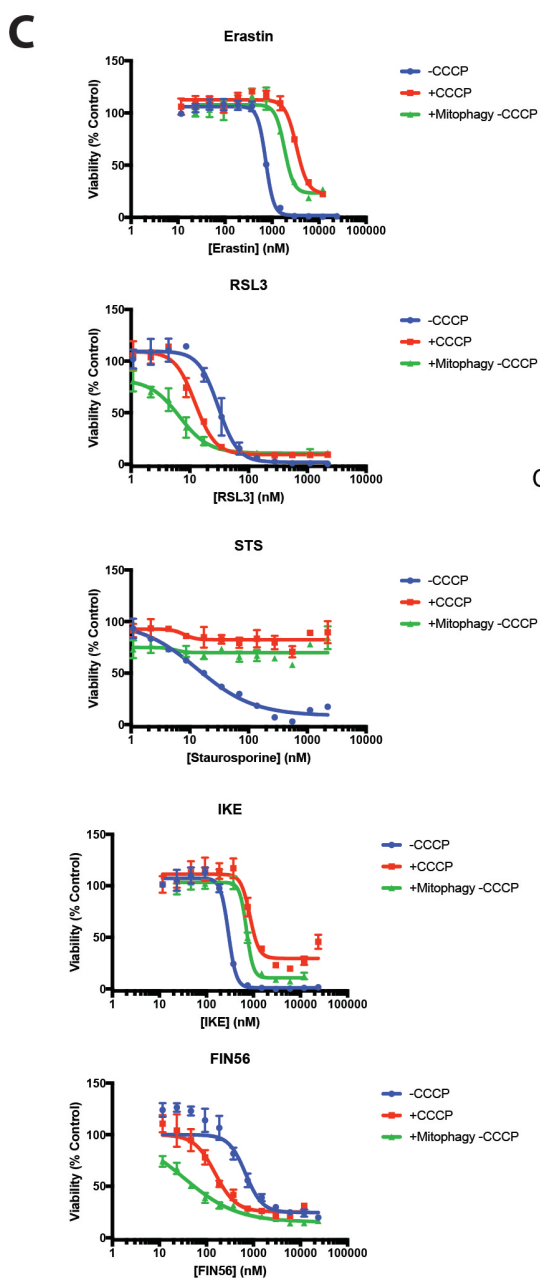 C
Erastin
150
100
50
0
Viability (% Control)
1 10 100 1000 10000 100000
[Erastin] (nM)
-CCCP
+CCCP
+Mitophagy -CCCP
RSL3
150
100
50
0
Viability (% Control)
1 10 100 1000 10000
[RSL3] (nM)
-CCCP
+CCCP
+Mitophagy -CCCP
STS
150
100
50
0
Viability (% Control)
1 10 100 1000 10000
[Staurosporine] (nM)
-CCCP
+CCCP
+Mitophagy -CCCP
IKE
150
100
50
0
Viability (% Control)
1 10 100 1000 10000 100000
[IKE] (nM)
-CCCP
+CCCP
+Mitophagy -CCCP
FIN56
150
100
50
0
Viability (% Control)
1 10 100 1000 10000 100000
[FIN56] (nM)
-CCCP
+CCCP
+Mitophagy -CCCP